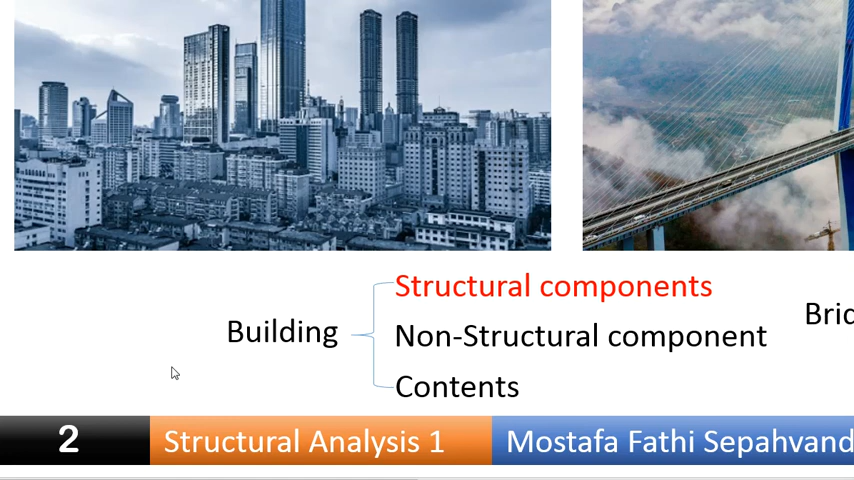 Structural components
Building
Non-Structural component
Contents
2
Structural Analysis 1
Mostafa Fathi Sepahvand